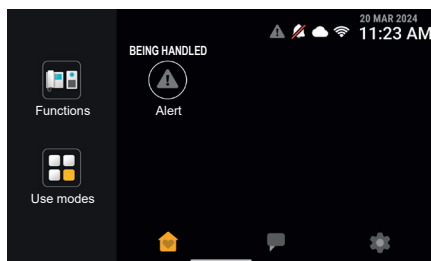 20 MAR 2024
11:23 AM
BEING HANDLED
Alert
Functions
Use modes